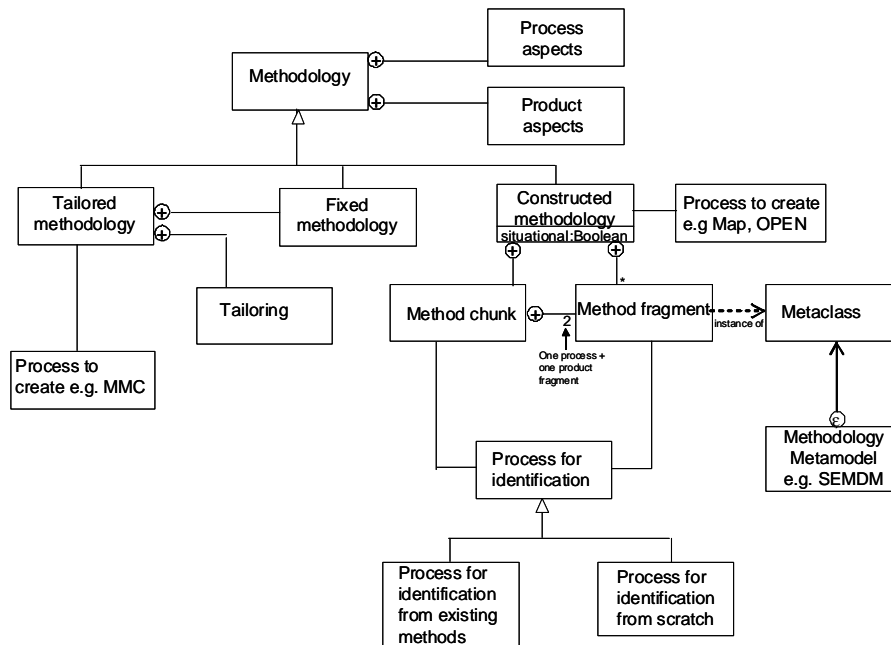 Process
aspects
Methodology
Product
aspects
Tailored
methodology
Fixed
methodology
Constructed
methodology
situational:Boolean
Process to create
e.g Map, OPEN
Tailoring
Method chunk
*
Method fragment
2
instance of
Metaclass
One process +
one product
fragment
Process to
create e.g. MMC
ε
Methodology
Metamodel
e.g. SEMDM
Process for
identification
Process for
identification
from existing
methods
Process for
identification
from scratch